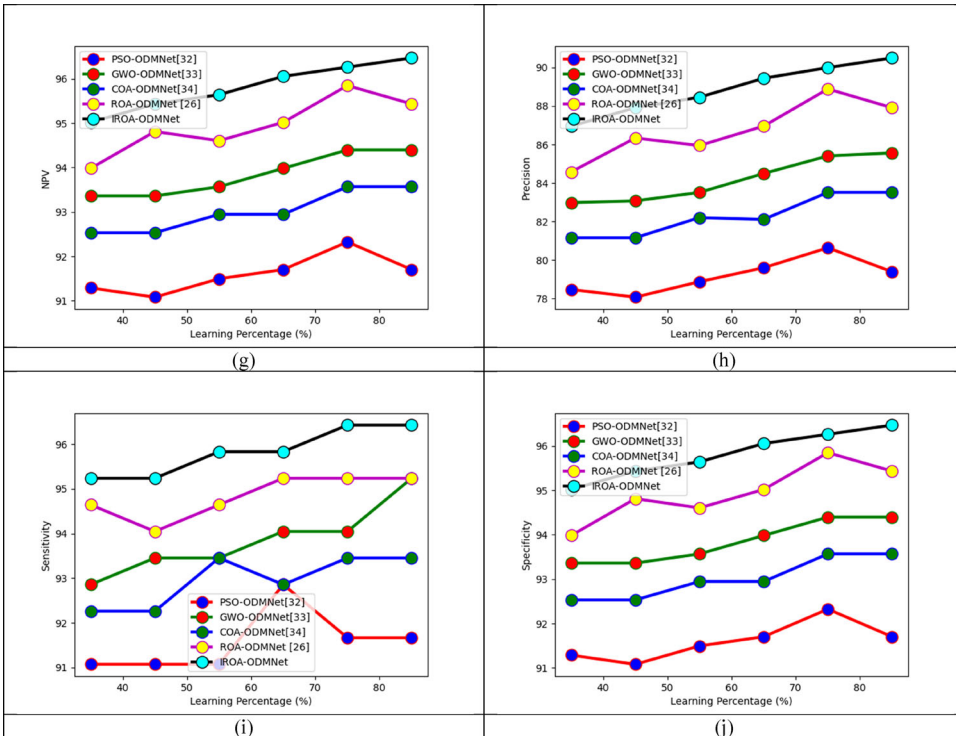 PSO-ODMNet[32]
GWO-ODMNet[33]
COA-ODMNet[34]
ROA-ODMNet [26]
IROA-ODMNet
96
95
94
93
92
91
NPV
40 50 60 70 80
Learning Percentage (%)
(g)
PSO-ODMNet[32]
GWO-ODMNet[33]
COA-ODMNet[34]
ROA-ODMNet [26]
IROA-ODMNet
90
88
86
84
82
80
78
Precision
40 50 60 70 80
Learning Percentage (%)
(h)
96
95
94
93
92
91
Sensitivity
PSO-ODMNet[32]
GWO-ODMNet[33]
COA-ODMNet[34]
ROA-ODMNet [26]
IROA-ODMNet
40 50 60 70 80
Learning Percentage (%)
(i)
PSO-ODMNet[32]
GWO-ODMNet[33]
COA-ODMNet[34]
ROA-ODMNet [26]
IROA-ODMNet
96
95
94
93
92
91
Specificity
40 50 60 70 80
Learning Percentage (%)
(j)